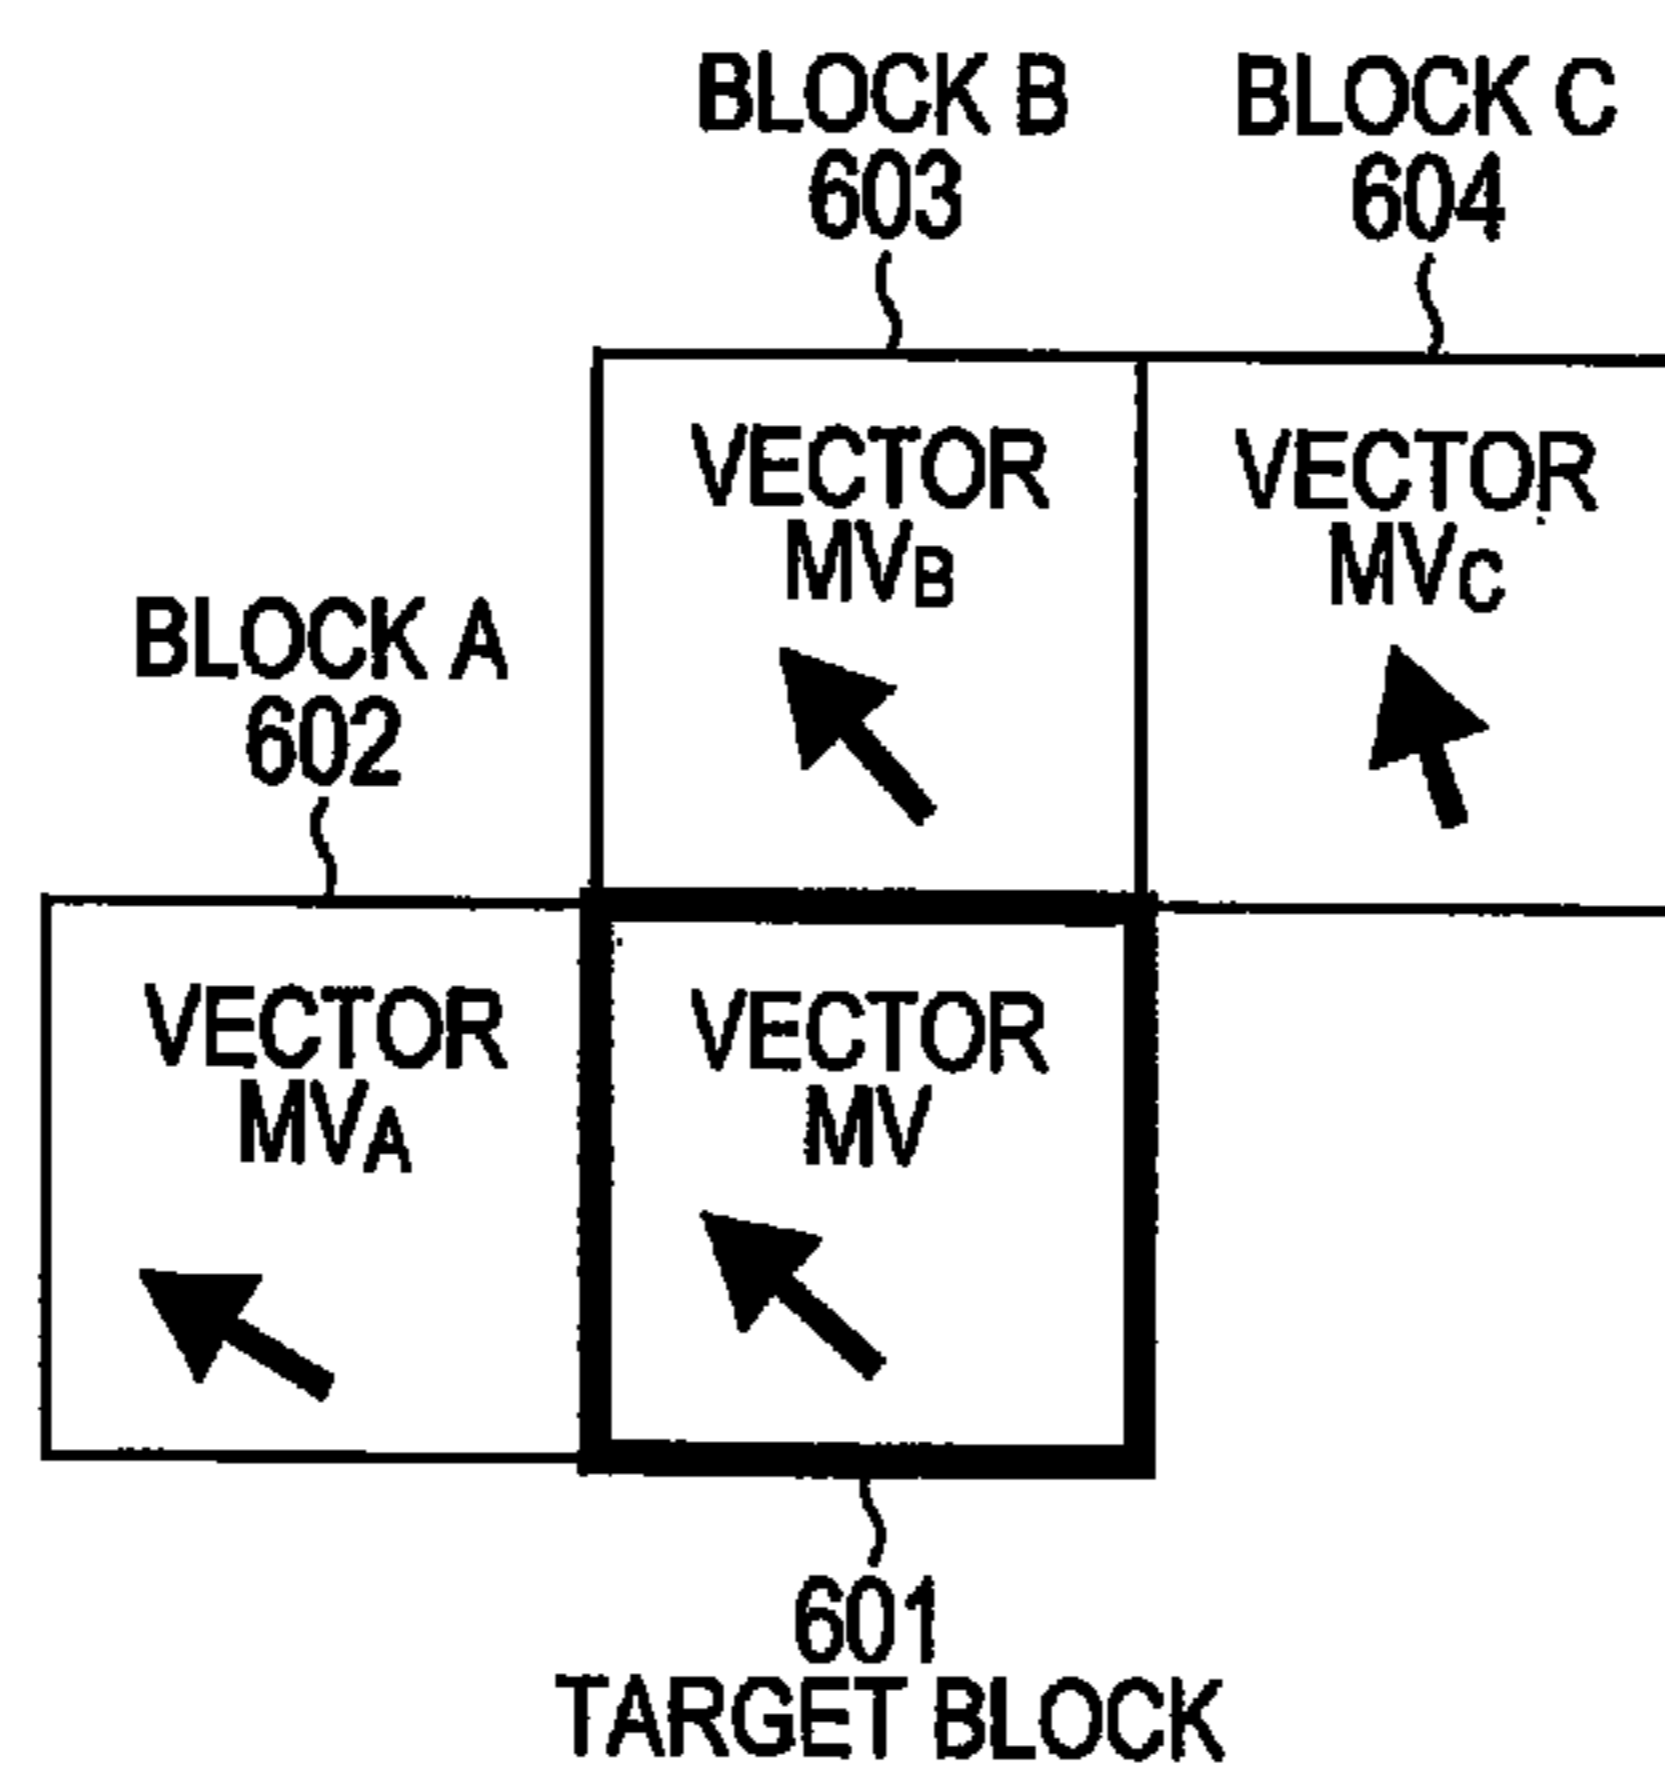 BLOCK B
603
BLOCK C
604
VECTOR
MVB
VECTOR
MVC
BLOCK A
602
VECTOR
MVA
VECTOR
MV
601
TARGET BLOCK